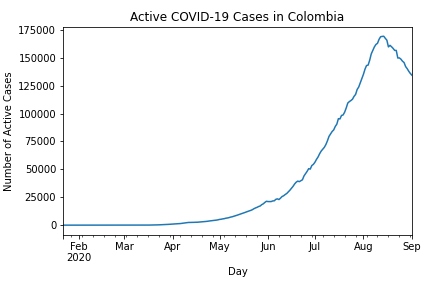 Active COVID-19 Cases in Colombia
175000
150000
125000
100000
75000
50000
25000
0
Number of Active Cases
Feb Mar Apr May Jun Jul Aug Sep
2020
Day